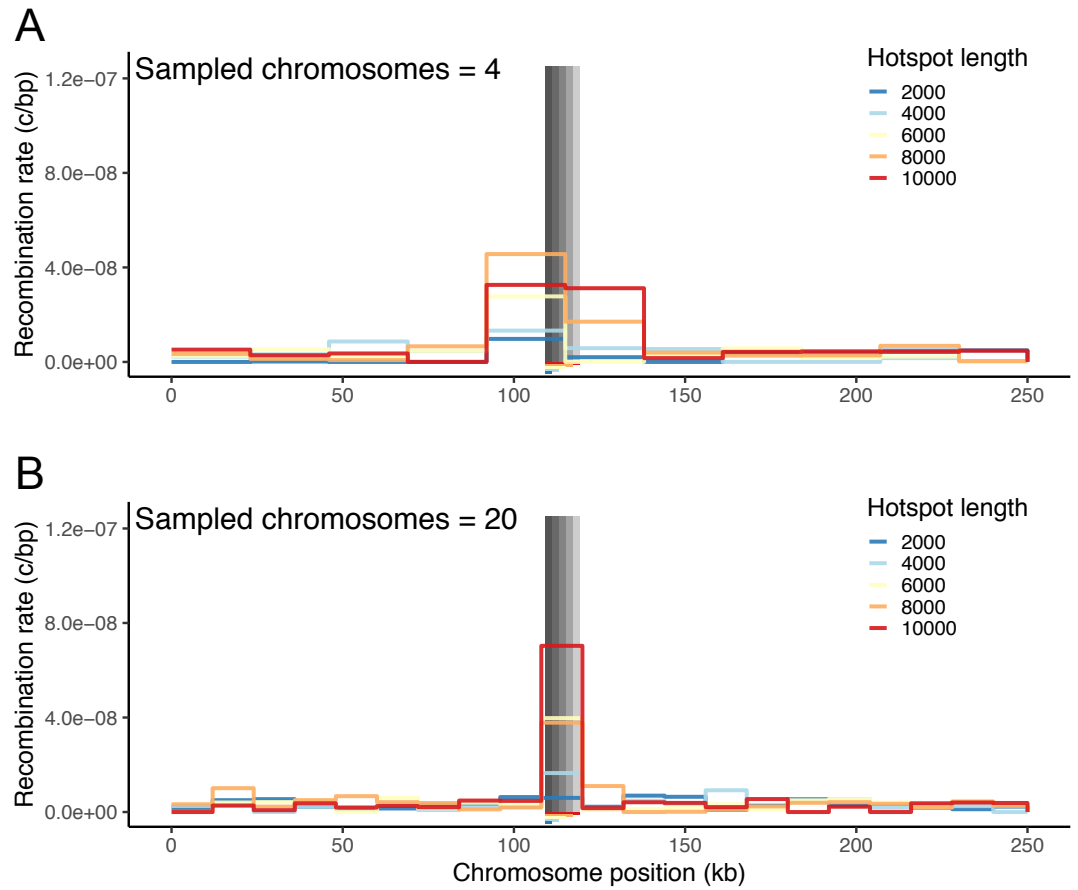 A
Sampled chromosomes = 4
Recombination rate (c/bp)
1.2e−07
8.0e−08
4.0e−08
0.0e+00
Hotspot length
2000
4000
6000
8000
10000
0 50 100 150 200 250
B
Sampled chromosomes = 20
Recombination rate (c/bp)
1.2e−07
8.0e−08
4.0e−08
0.0e+00
Hotspot length
2000
4000
6000
8000
10000
0 50 100 150 200 250
Chromosome position (kb)